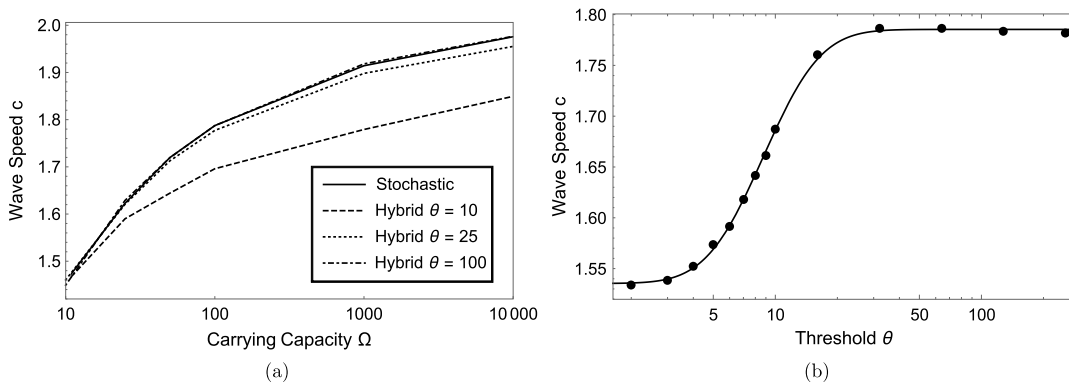 2.0
1.9
1.8
1.7
1.6
1.5
Wave Speed c
10
100
1000
10 000
Carrying Capacity Ω
Stochastic
Hybrid θ = 10
Hybrid θ = 25
Hybrid θ = 100
(a)
1.80
1.75
1.70
1.65
1.60
1.55
Wave Speed c
5
10
50
100
Threshold θ
(b)